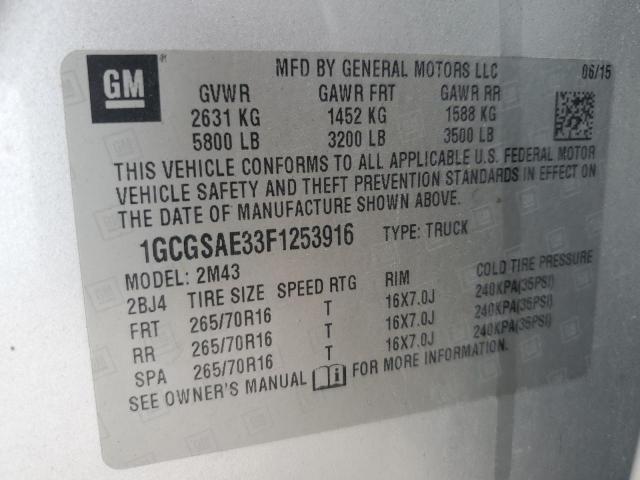 GM
MFD BY GENERAL MOTORS LLC 06/15
GVWR GAWR FRT GAWR RR
2631 KG 1452 KG 1588 KG
5800 LB 3200 LB 3500 LB
THIS VEHICLE CONFORMS TO ALL APPLICABLE U.S. FEDERAL MOTOR
VEHICLE SAFETY AND THEFT PREVENTION STANDARDS IN EFFECT ON
THE DATE OF MANUFACTURE SHOWN ABOVE.
1GCGSAE33F1253916 TYPE: TRUCK
MODEL: 2M43
2BJ4 TIRE SIZE SPEED RTG RIM COLD TIRE PRESSURE
FRT 265/70R16 T 16X7.0J 240KPA(35PSI)
RR 265/70R16 T 16X7.0J 240KPA(35PSI)
SPA 265/70R16 T 16X7.0J 240KPA(35PSI)
SEE OWNER'S MANUAL i FOR MORE INFORMATION.